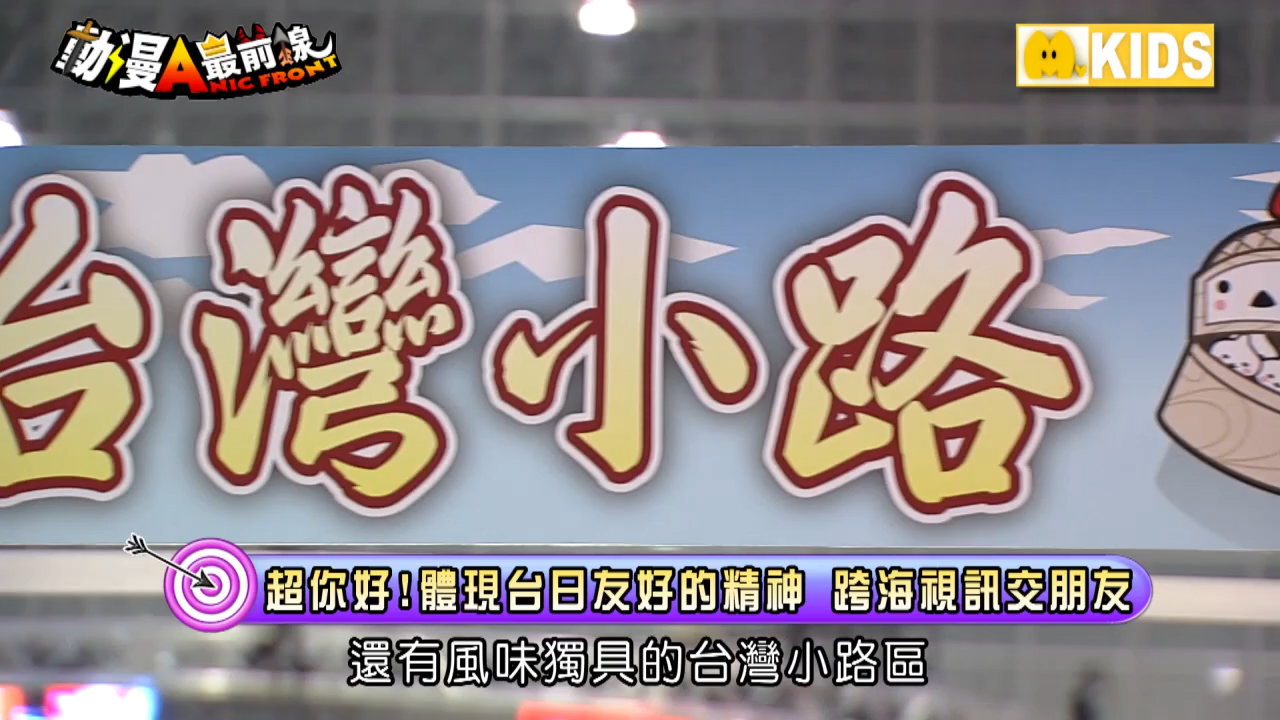 動漫A最前線
ANIC FRONT
M KIDS
台灣小路
超你好!體現台日友好的精神 跨海視訊交朋友
還有風味獨具的台灣小路區